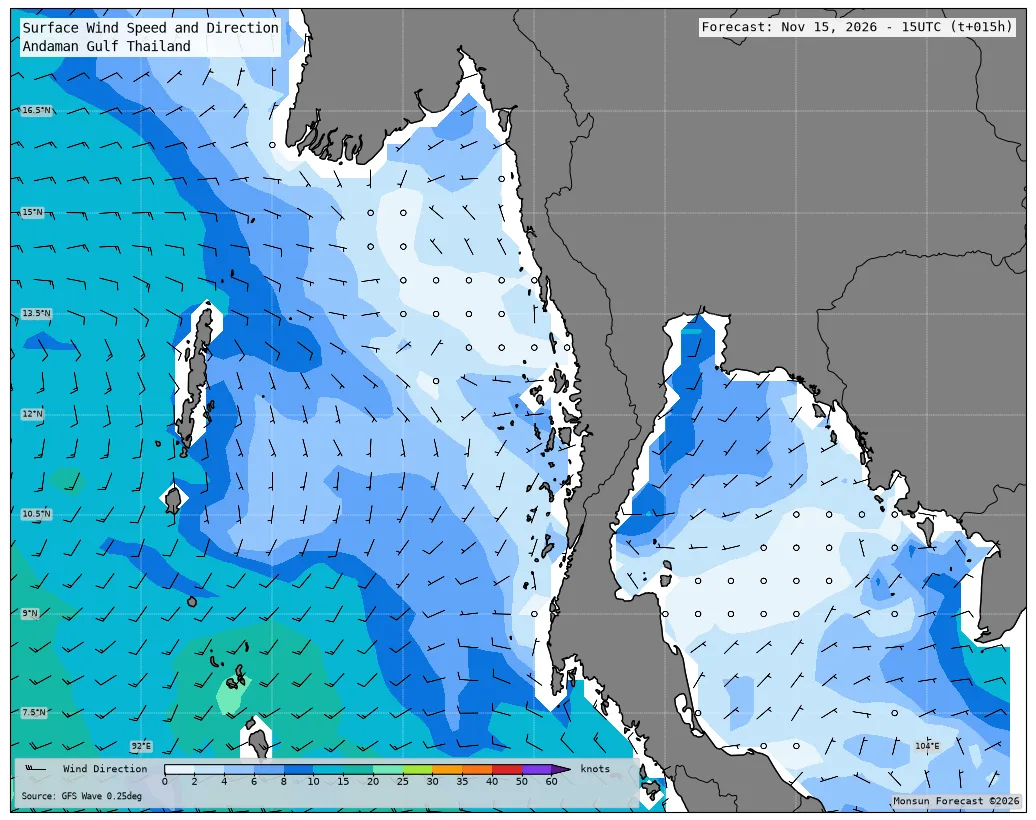 Surface Wind Speed and Direction
Andaman Gulf Thailand
Forecast: Nov 15, 2026 - 15UTC (t+015h)
16.5°N
15°N
13.5°N
12°N
10.5°N
9°N
7.5°N
92°E
104°E
Wind Direction
0 2 4 6 8 10 15 20 25 30 35 40 50 60
knots
Source: GFS Wave 0.25deg
Monsun Forecast ©2026